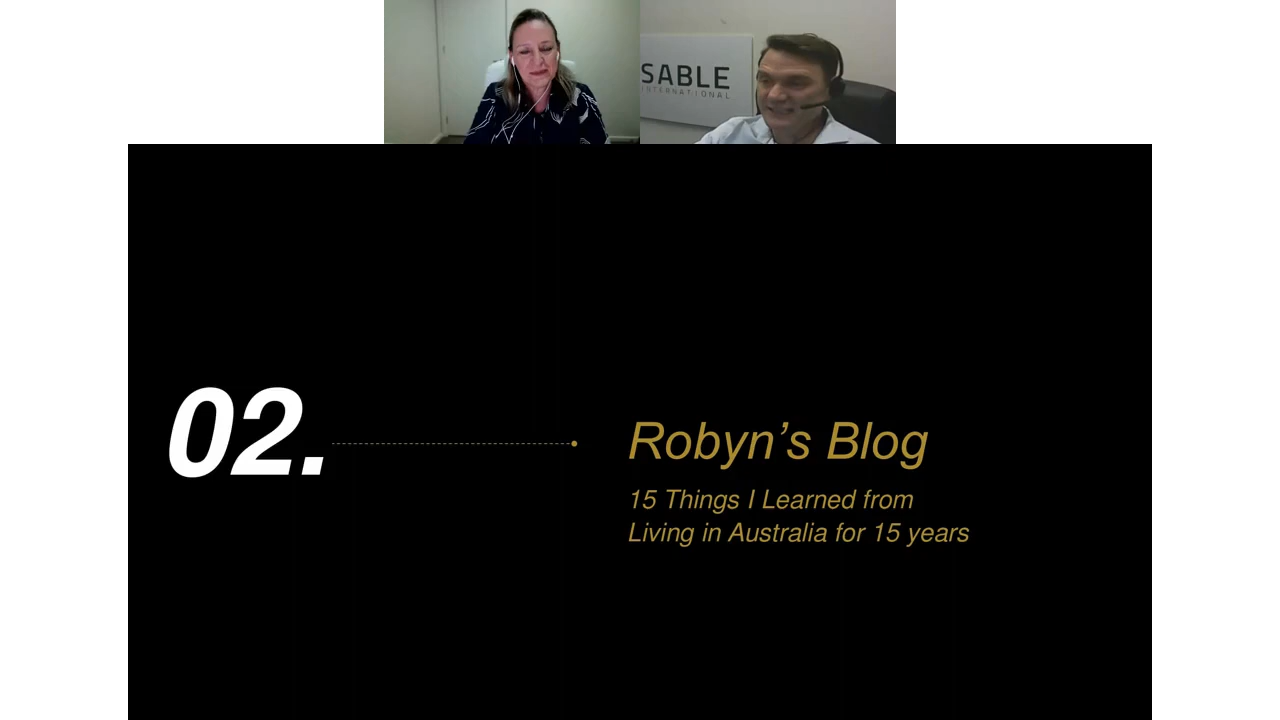 SABLE
INTERNATIONAL
02.
Robyn’s Blog
15 Things I Learned from
Living in Australia for 15 years